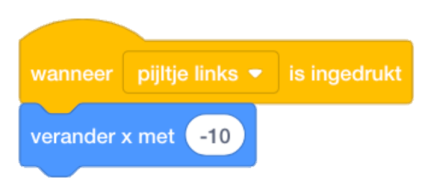 wanneer pijltje links is ingedrukt
verander x met -10